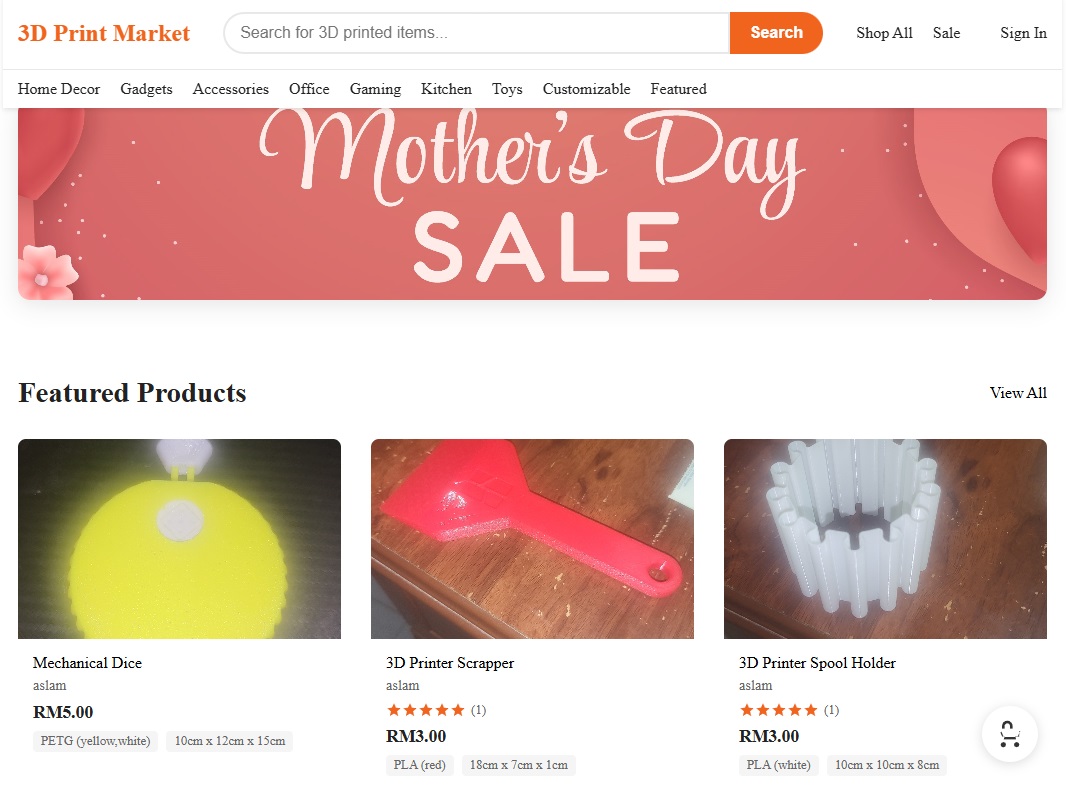 3D Print Market
Search for 3D printed items...
Search
Shop All
Sale
Sign In
Home Decor
Gadgets
Accessories
Office
Gaming
Kitchen
Toys
Customizable
Featured
Mother's Day
SALE
Featured Products
View All
Mechanical Dice
aslam
RM5.00
PETG (yellow,white)
10cm x 12cm x 15cm
3D Printer Scrapper
aslam
(1)
RM3.00
PLA (red)
18cm x 7cm x 1cm
3D Printer Spool Holder
aslam
(1)
RM3.00
PLA (white)
10cm x 10cm x 8cm